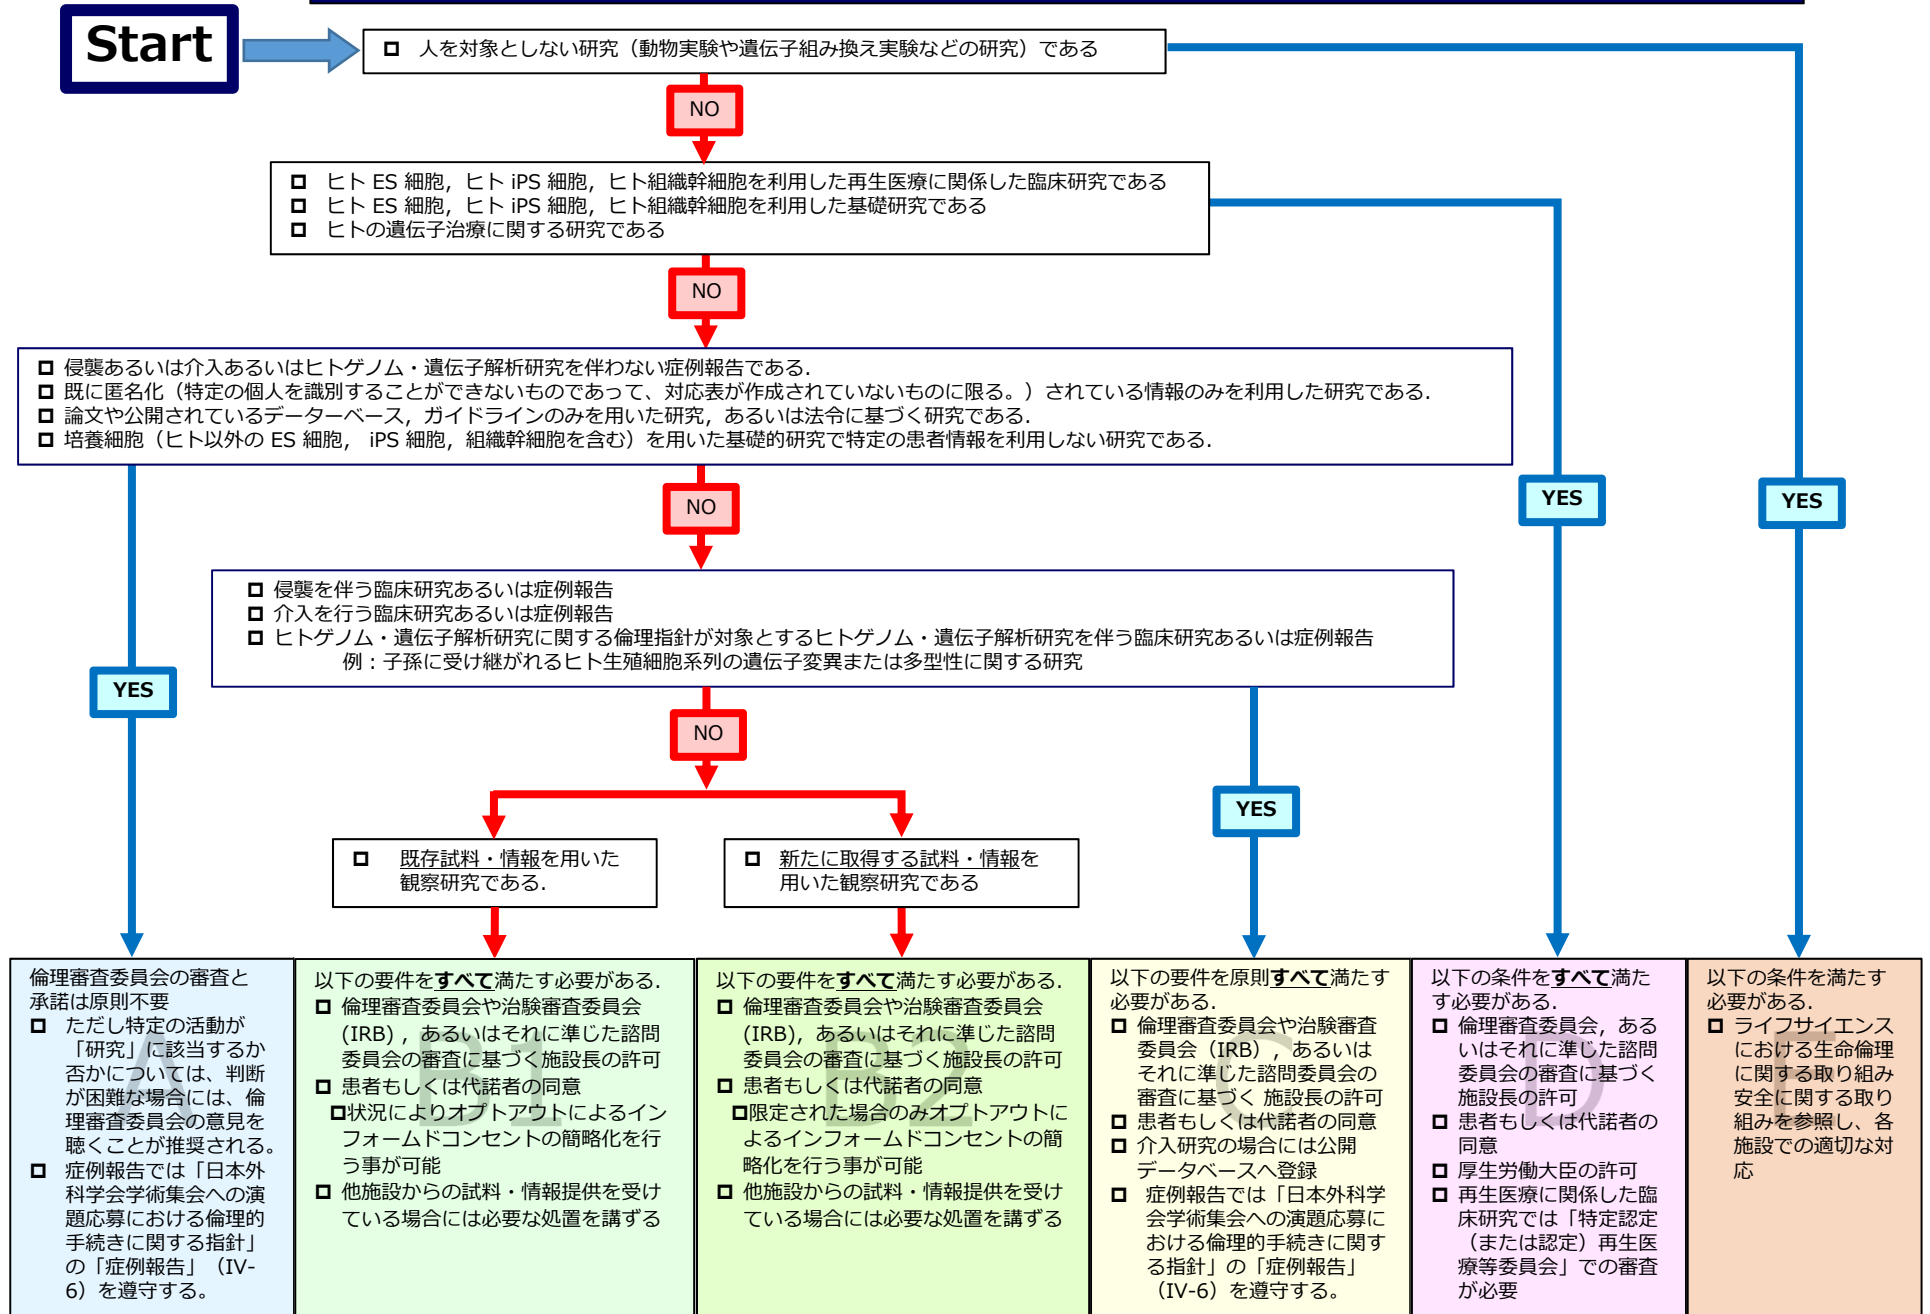 Start
□ 人を対象としない研究（動物実験や遺伝子組み換え実験などの研究）である
NO
□ ヒト ES 細胞，ヒト iPS 細胞，ヒト組織幹細胞を利用した再生医療に関係した臨床研究である
□ ヒト ES 細胞，ヒト iPS 細胞，ヒト組織幹細胞を利用した基礎研究である
□ ヒトの遺伝子治療に関する研究である
NO
□ 侵襲あるいは介入あるいはヒトゲノム・遺伝子解析研究を伴わない症例報告である．
□ 既に匿名化（特定の個人を識別することができないものであって、対応表が作成されていないものに限る。）されている情報のみを利用した研究である．
□ 論文や公開されているデーターベース，ガイドラインのみを用いた研究，あるいは法令に基づく研究である．
□ 培養細胞（ヒト以外の ES 細胞， iPS 細胞，組織幹細胞を含む）を用いた基礎的研究で特定の患者情報を利用しない研究である．
NO
YES
YES
□ 侵襲を伴う臨床研究あるいは症例報告
□ 介入を行う臨床研究あるいは症例報告
□ ヒトゲノム・遺伝子解析研究に関する倫理指針が対象とするヒトゲノム・遺伝子解析研究を伴う臨床研究あるいは症例報告
例：子孫に受け継がれるヒト生殖細胞系列の遺伝子変異または多型性に関する研究
YES
NO
YES
□ 既存試料・情報を用いた
観察研究である．
□ 新たに取得する試料・情報を
用いた観察研究である
倫理審査委員会の審査と
承諾は原則不要
□ ただし特定の活動が
「研究」に該当するか
否かについては、判断
が困難な場合には、倫
理審査委員会の意見を
聴くことが推奨される。
□ 症例報告では「日本外
科学会学術集会への演
題応募における倫理的
手続きに関する指針」
の「症例報告」（IV-
6）を遵守する。
A
以下の要件をすべて満たす必要がある．
□ 倫理審査委員会や治験審査委員会
(IRB) ，あるいはそれに準じた諮問
委員会の審査に基づく施設長の許可
□ 患者もしくは代諾者の同意
□状況によりオプトアウトによるイン
フォームドコンセントの簡略化を行
う事が可能
□ 他施設からの試料・情報提供を受け
ている場合には必要な処置を講ずる
B1
以下の要件をすべて満たす必要がある．
□ 倫理審査委員会や治験審査委員会
(IRB)，あるいはそれに準じた諮問
委員会の審査に基づく施設長の許可
□ 患者もしくは代諾者の同意
□限定された場合のみオプトアウトに
よるインフォームドコンセントの簡
略化を行う事が可能
□ 他施設からの試料・情報提供を受け
ている場合には必要な処置を講ずる
B2
以下の要件を原則すべて満たす
必要がある．
□ 倫理審査委員会や治験審査
委員会（IRB），あるいは
それに準じた諮問委員会の
審査に基づく 施設長の許可
□ 患者もしくは代諾者の同意
□ 介入研究の場合には公開
データベースへ登録
□ 症例報告では「日本外科学
会学術集会への演題応募に
おける倫理的手続きに関す
る指針」の「症例報告」
（IV-6）を遵守する。
C
以下の条件をすべて満た
す必要がある．
□ 倫理審査委員会，ある
いはそれに準じた諮問
委員会の審査に基づく
施設長の許可
□ 患者もしくは代諾者の
同意
□ 厚生労働大臣の許可
□ 再生医療に関係した臨
床研究では「特定認定
（または認定）再生医
療等委員会」での審査
が必要
D
以下の条件を満たす
必要がある．
□ ライフサイエンス
における生命倫理
に関する取り組み
安全に関する取り
組みを参照し、各
施設での適切な対
応
E